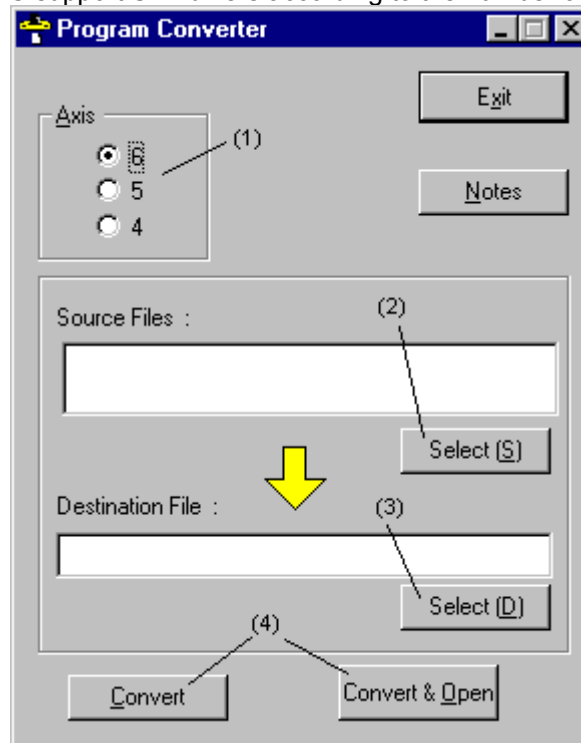 Program Converter
Exit
Axis
(1)
6
5
Notes
4
(2)
Source Files :
Select (S)
Destination File :
(3)
Select (D)
(4)
Convert
Convert & Open